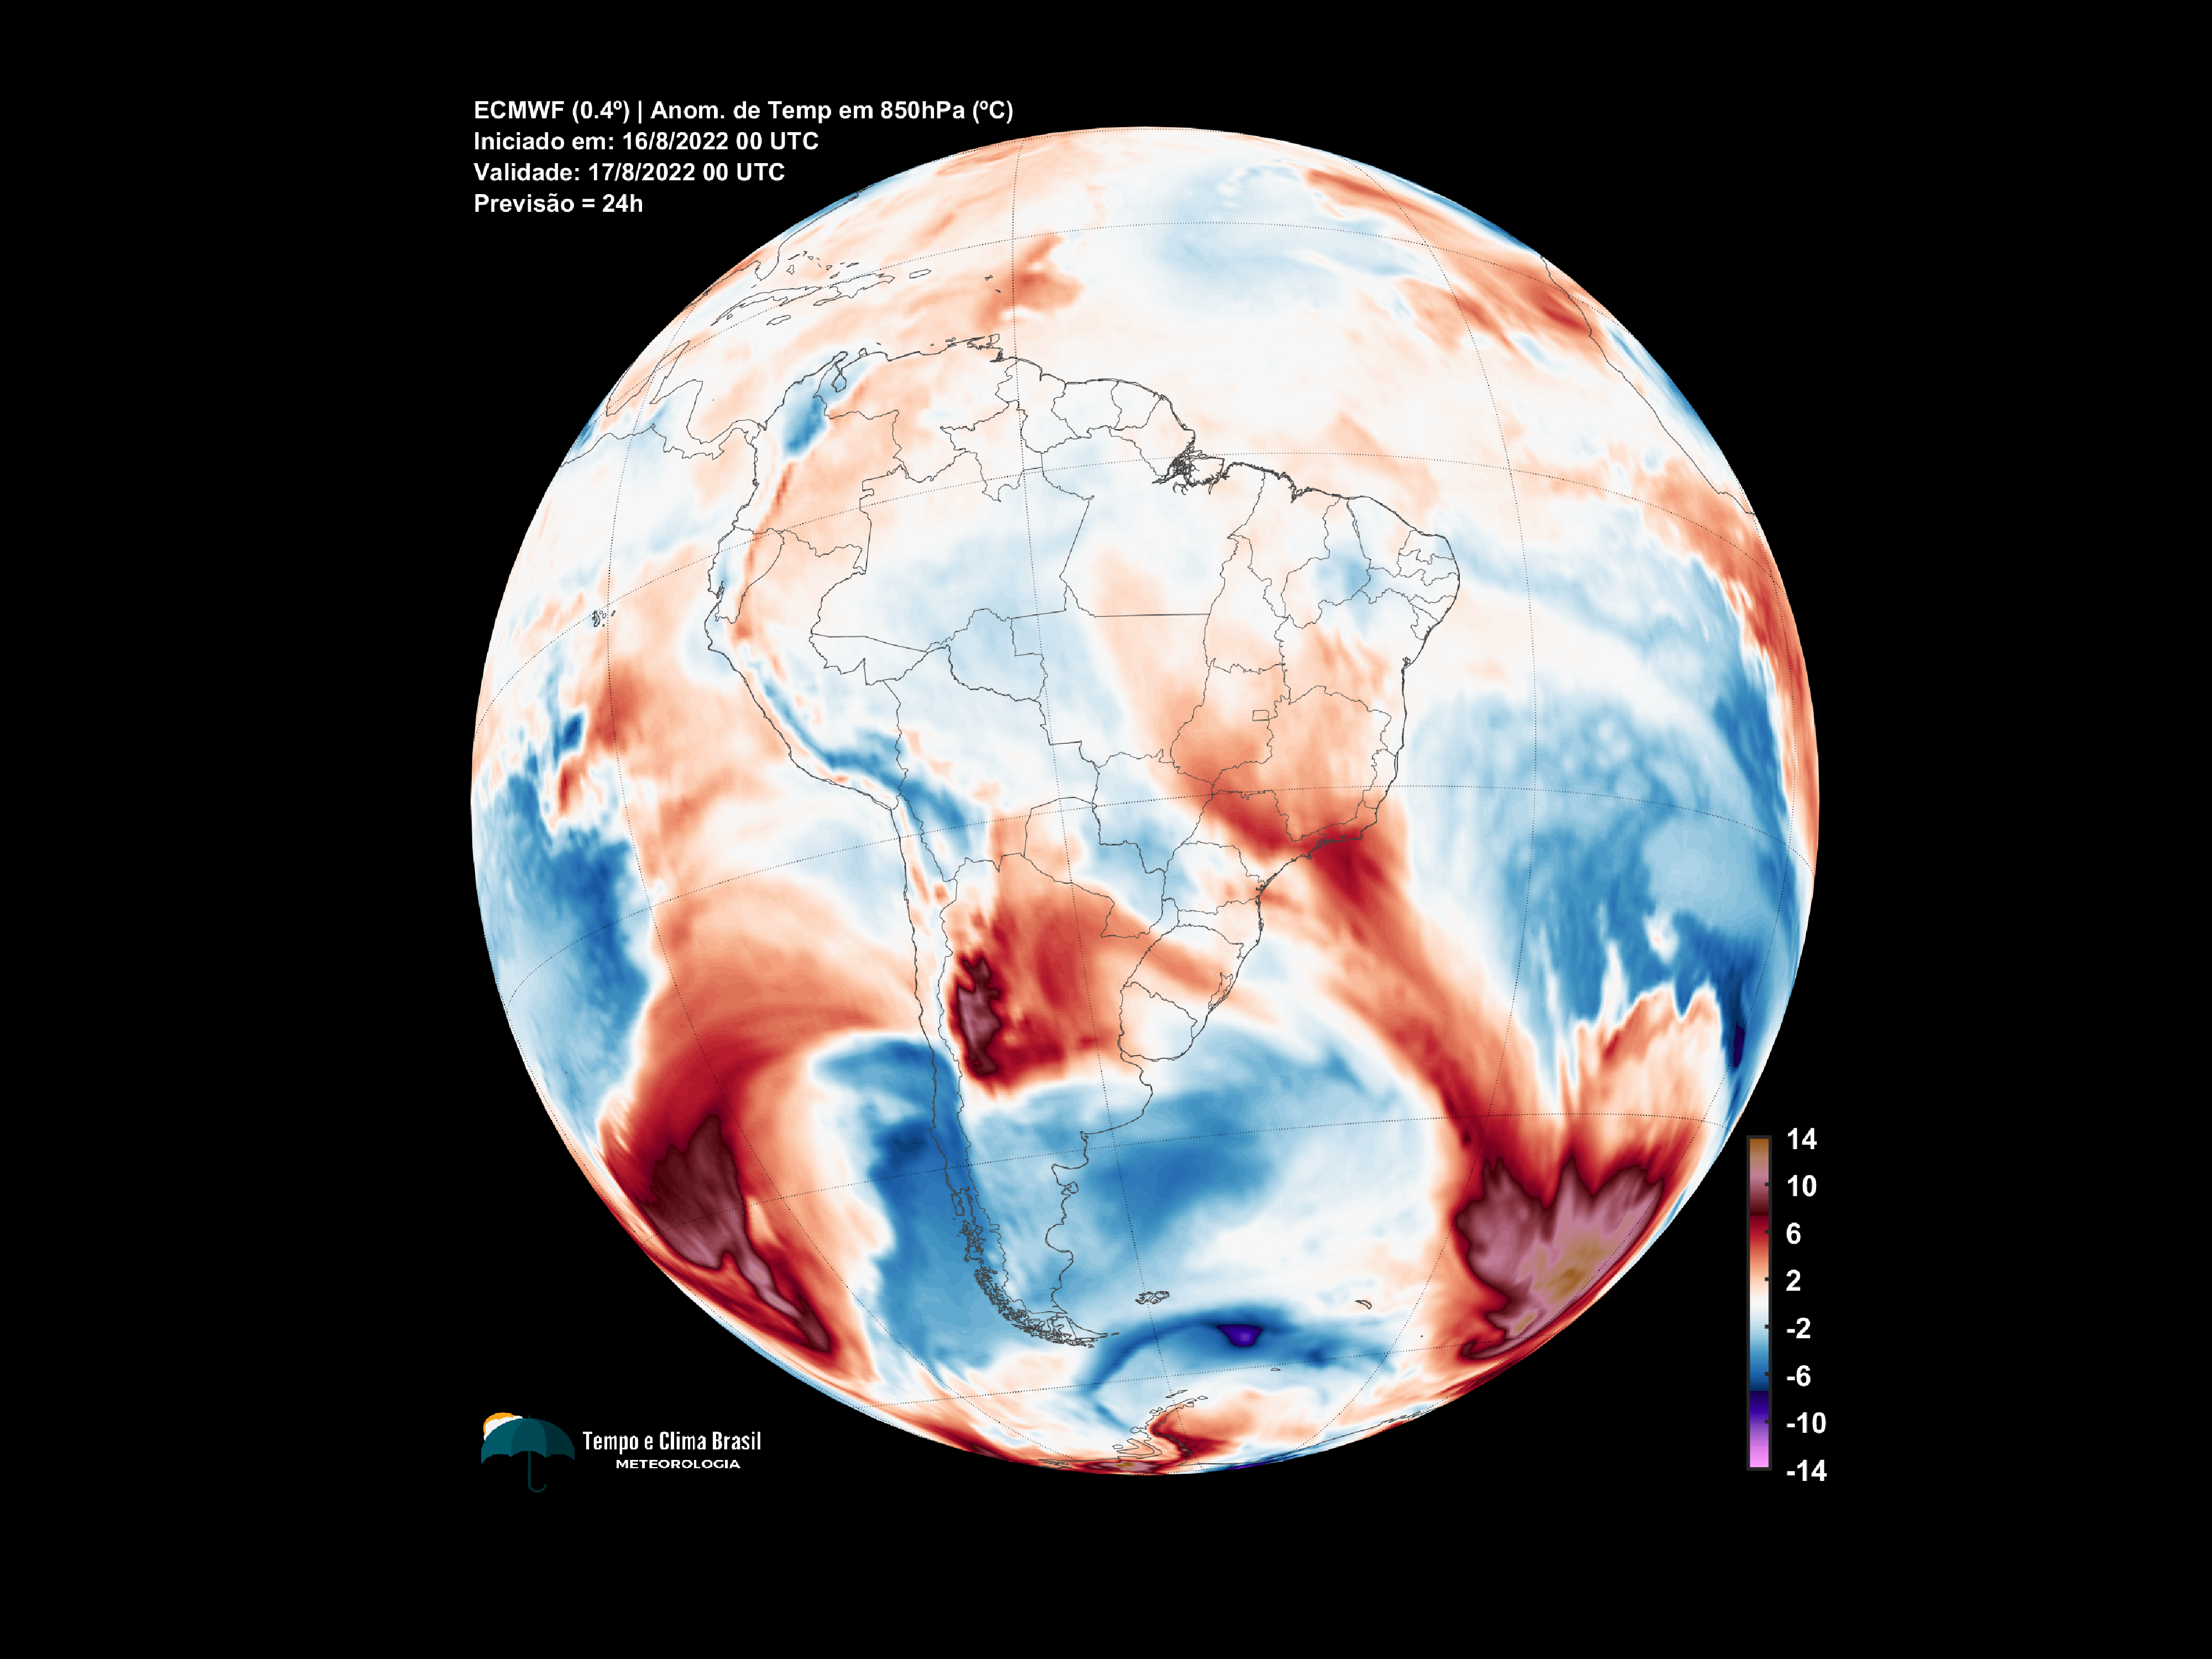 ECMWF (0.4º) | Anom. de Temp em 850hPa (ºC)
Iniciado em: 16/8/2022 00 UTC
Validade: 17/8/2022 00 UTC
Previsão = 24h
14
10
6
2
-2
-6
-10
-14
Tempo e Clima Brasil
METEOROLOGIA